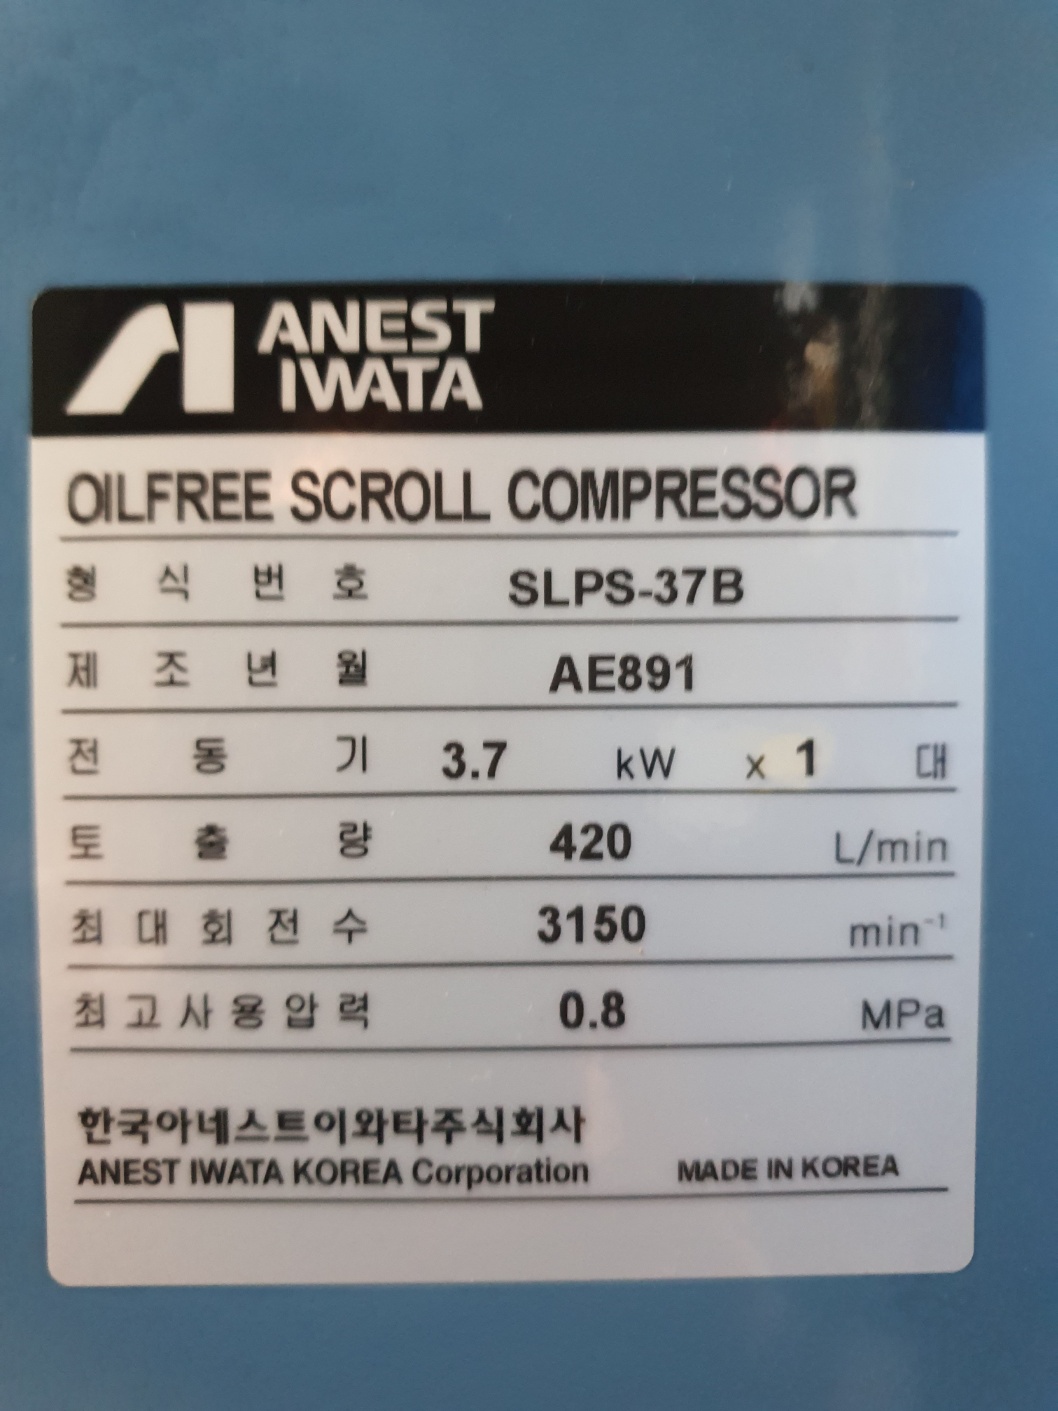 ANEST
IWATA
OILFREE SCROLL COMPRESSOR
형식번호 SLPS-37B
제조년월 AE891
전동기 3.7 kW x 1 대
토출량 420 L/min
최대회전수 3150 min⁻¹
최고사용압력 0.8 MPa
한국아네스트이와타주식회사
ANEST IWATA KOREA Corporation MADE IN KOREA